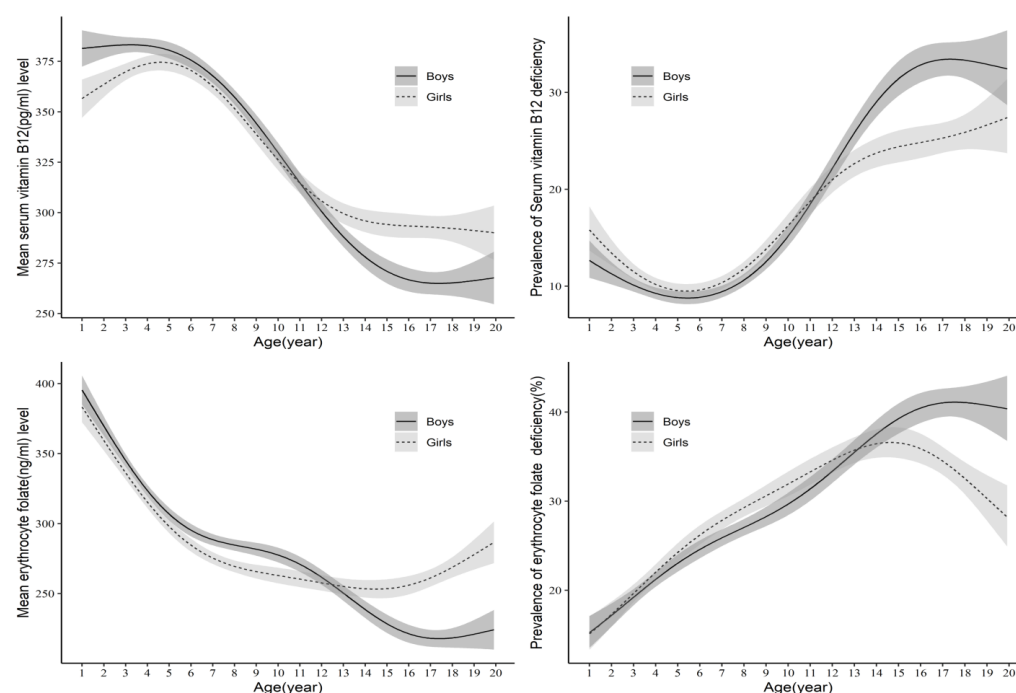 Mean serum vitamin B12(pg/ml) level
375
350
325
300
275
250
Boys
Girls
1 2 3 4 5 6 7 8 9 10 11 12 13 14 15 16 17 18 19 20
Age(year)
Prevalence of Serum vitamin B12 deficiency
30
20
10
Boys
Girls
1 2 3 4 5 6 7 8 9 10 11 12 13 14 15 16 17 18 19 20
Age(year)
Mean erythrocyte folate(ng/ml) level
400
350
300
250
Boys
Girls
1 2 3 4 5 6 7 8 9 10 11 12 13 14 15 16 17 18 19 20
Age(year)
Prevalence of erythrocyte folate deficiency(%)
40
30
20
Boys
Girls
1 2 3 4 5 6 7 8 9 10 11 12 13 14 15 16 17 18 19 20
Age(year)